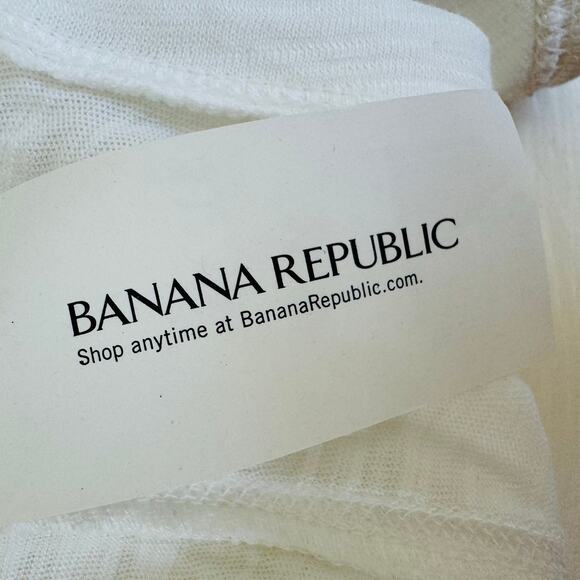 BANANA REPUBLIC
Shop anytime at BananaRepublic.com.